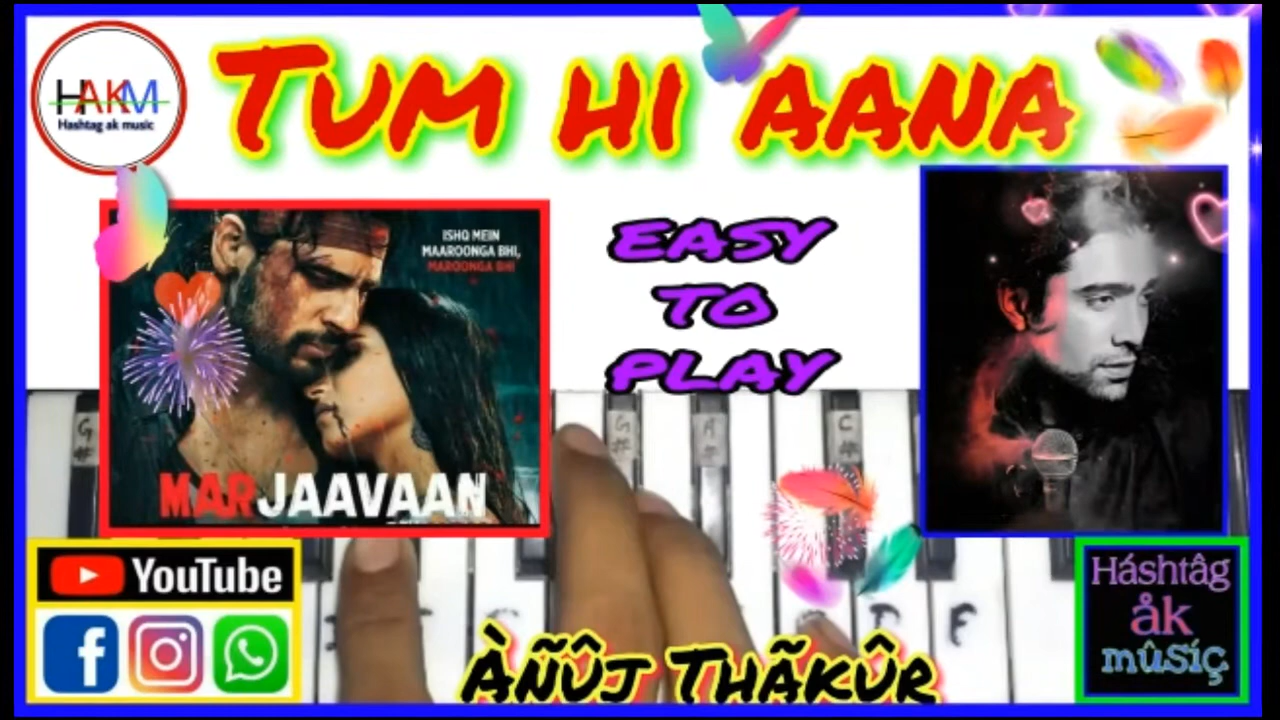 TUM HI AANA
HAKM
Hashtag ak music
ISHQ MEIN
MAAROONGA BHI,
MAROONGA BHI
EASY
TO
PLAY
MARJAAVAAN
G
#
G
#
A
#
C
#
D
E
YouTube
f
Àñûj Thãkûr
Háshtâg
åk
mûsíç